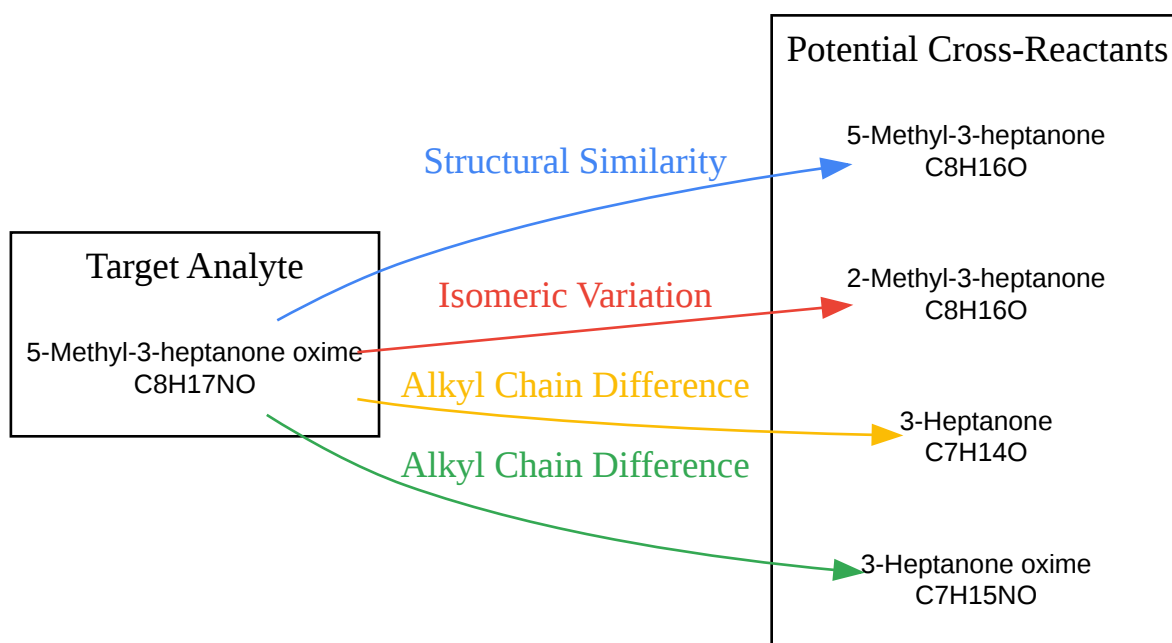 Potential Cross-Reactants
5-Methyl-3-heptanone
C8H16O
Structural Similarity
Target Analyte
2-Methyl-3-heptanone
C8H16O
Isomeric Variation
5-Methyl-3-heptanone oxime
C8H17NO
Alkyl Chain Difference
3-Heptanone
C7H14O
Alkyl Chain Difference
3-Heptanone oxime
C7H15NO